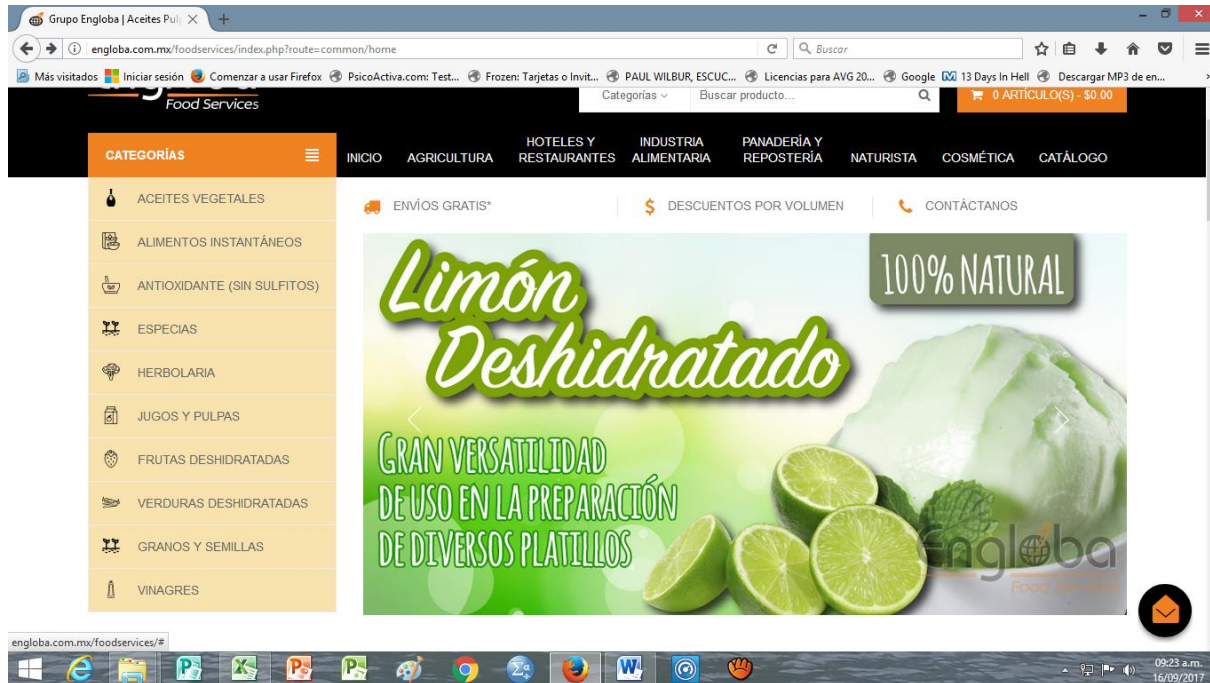 Grupo Engloba | Aceites Pul
engloba.com.mx/foodservices/index.php?route=common/home
Buscar
Más visitados
Iniciar sesión
Comenzar a usar Firefox
PsicoActiva.com: Test...
Frozen: Tarjetas o Invit...
PAUL WILBUR, ESCUC...
Licencias para AVG 20...
Google
13 Days In Hell
Descargar MP3 de en...
Food Services
Categorías
Buscar producto...
0 ARTÍCULO(S) - $0.00
CATEGORÍAS
INICIO
AGRICULTURA
HOTELES Y
RESTAURANTES
INDUSTRIA
ALIMENTARIA
PANADERÍA Y
REPOSTERÍA
NATURISTA
COSMÉTICA
CATÁLOGO
ACEITES VEGETALES
ALIMENTOS INSTANTÁNEOS
ANTIOXIDANTE (SIN SULFITOS)
ESPECIAS
HERBOLARIA
JUGOS Y PULPAS
FRUTAS DESHIDRATADAS
VERDURAS DESHIDRATADAS
GRANOS Y SEMILLAS
VINAGRES
ENVÍOS GRATIS*
DESCUENTOS POR VOLUMEN
CONTÁCTANOS
Limón
Deshidratado
100% NATURAL
GRAN VERSATILIDAD
DE USO EN LA PREPARACIÓN
DE DIVERSOS PLATILLOS
Engloba
Food Services
engloba.com.mx/foodservices/#
09:23 a.m.
16/09/2017